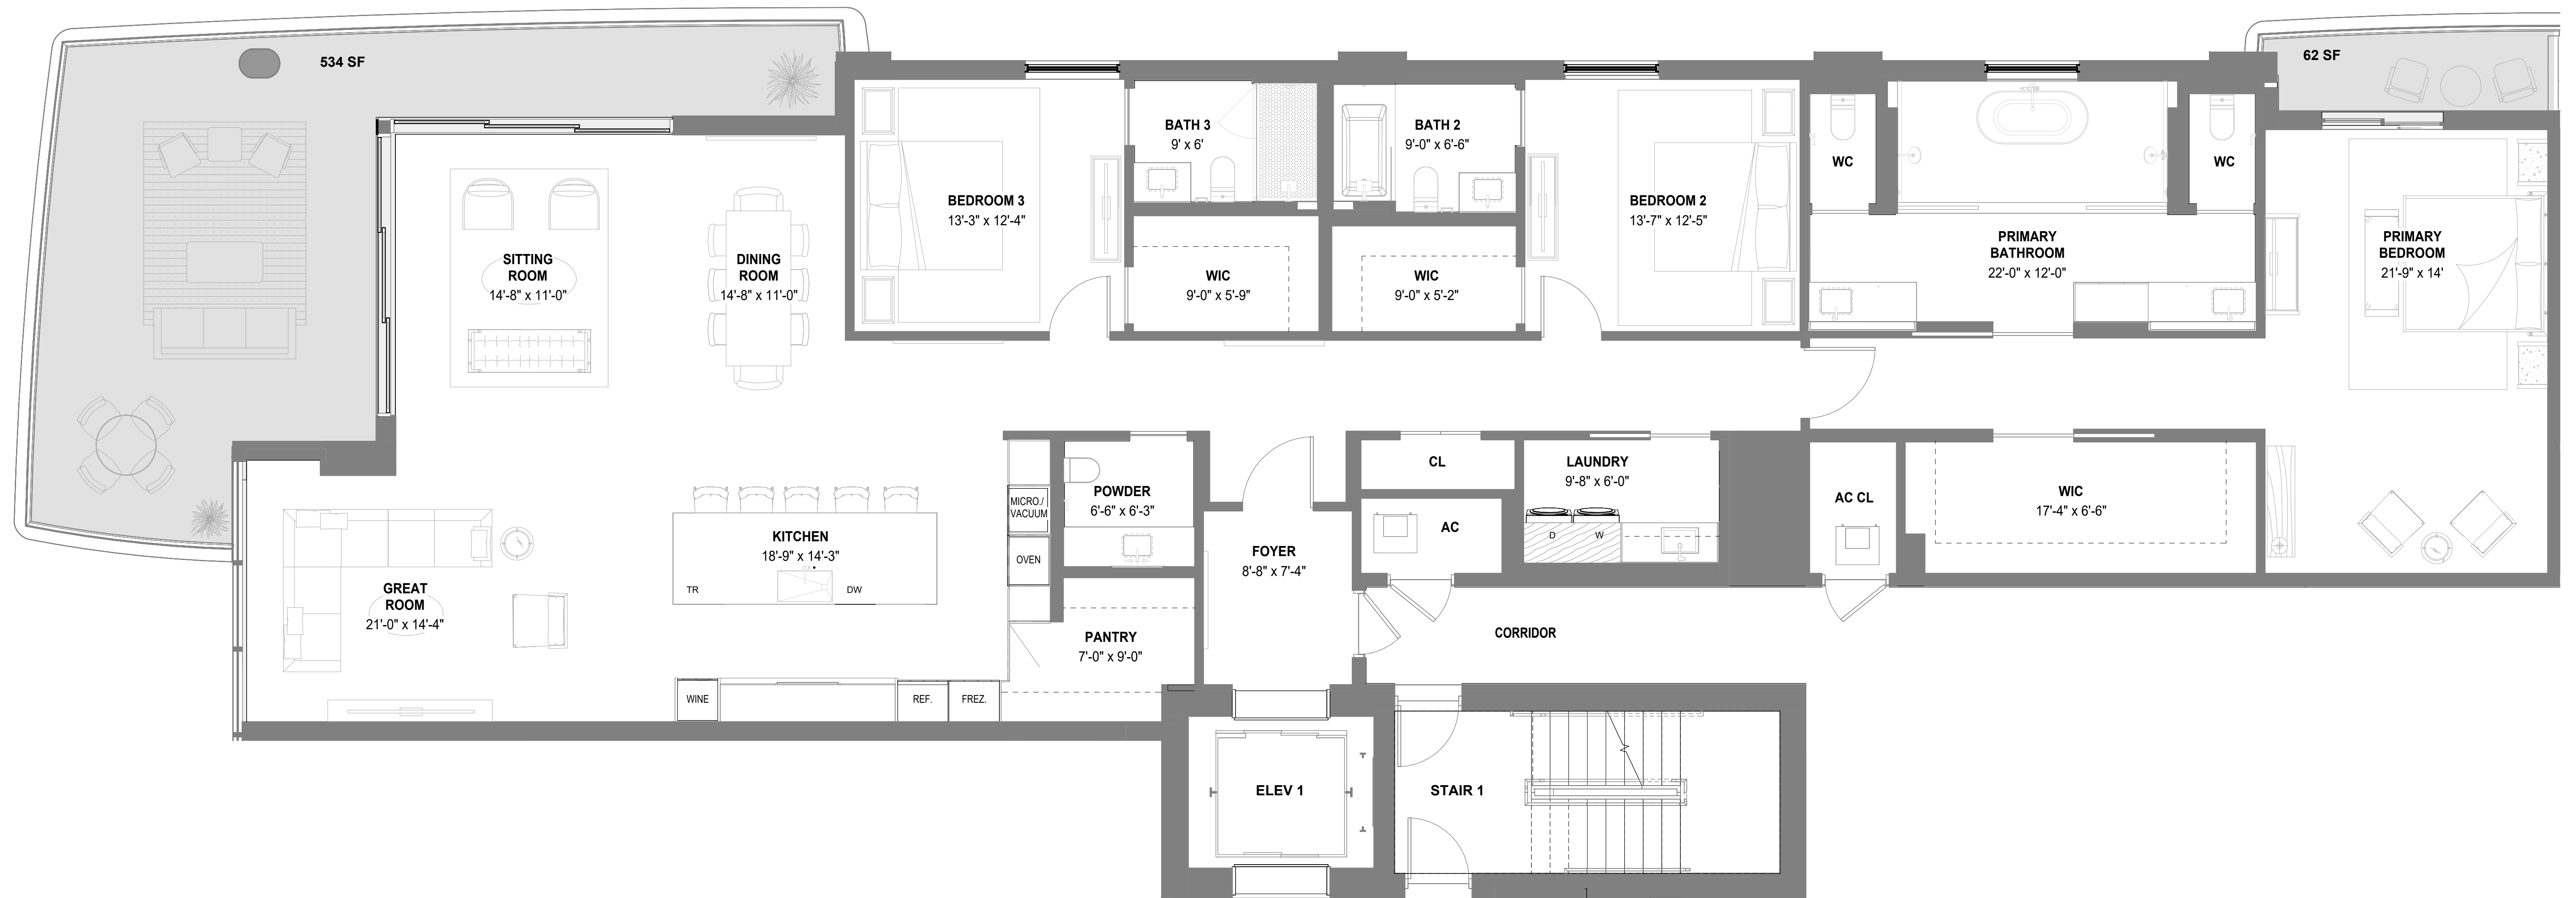 534 SF
62 SF
BATH 3
9' x 6'
BATH 2
9'-0" x 6'-6"
WC
WC
BEDROOM 3
13'-3" x 12'-4"
BEDROOM 2
13'-7" x 12'-5"
PRIMARY
BATHROOM
22'-0" x 12'-0"
PRIMARY
BEDROOM
21'-9" x 14'
SITTING
ROOM
14'-8" x 11'-0"
DINING
ROOM
14'-8" x 11'-0"
WIC
9'-0" x 5'-9"
WIC
9'-0" x 5'-2"
CL
LAUNDRY
9'-8" x 6'-0"
D
W
MICRO./
VACUUM
POWDER
6'-6" x 6'-3"
AC CL
WIC
17'-4" x 6'-6"
AC
KITCHEN
18'-9" x 14'-3"
TR
DW
OVEN
FOYER
8'-8" x 7'-4"
GREAT
ROOM
21'-0" x 14'-4"
PANTRY
7'-0" x 9'-0"
CORRIDOR
WINE
REF.
FREZ.
ELEV 1
STAIR 1